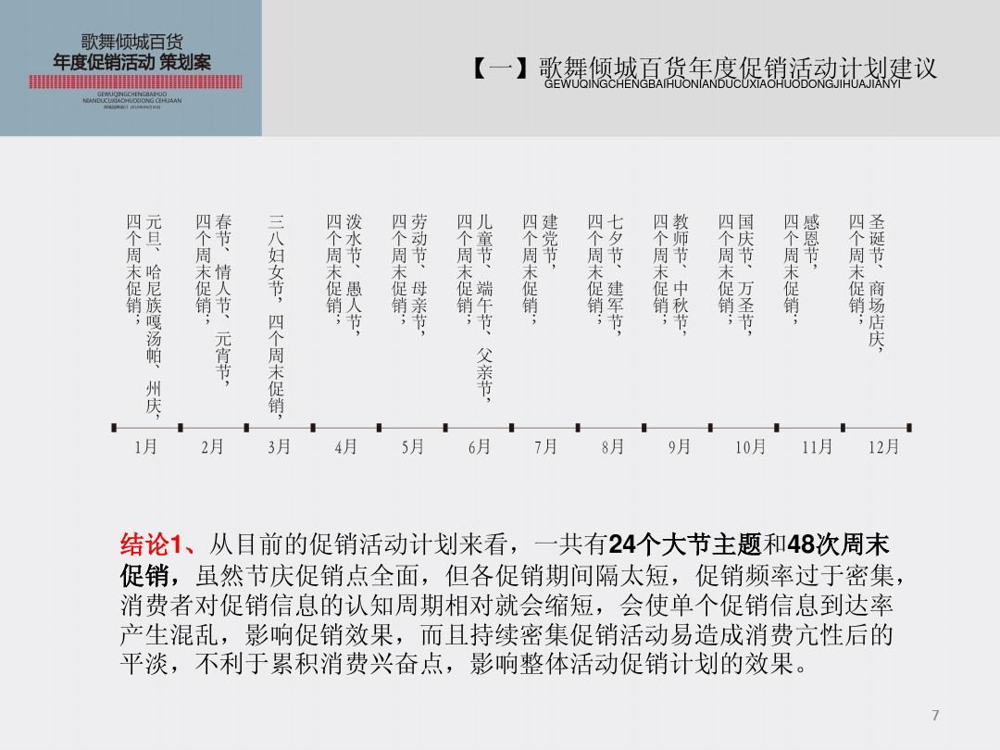 歌舞倾城百货
年度促销活动 策划案
GEWUQINGCHENGBAIHUO
NIANDUCUXIAOHUODONG CEHUAAN
【一】歌舞倾城百货年度促销活动计划建议
GEWUQINGCHENGBAIHUONIANDUCUXIAOHUODONGJIHUAJIANYI
元旦、哈尼族嘎汤帕、州庆，
四个周末促销；
春节、情人节、元宵节，
四个周末促销；
三八妇女节，四个周末促销，
泼水节、愚人节，
四个周末促销；
劳动节、母亲节，
四个周末促销；
儿童节、端午节、父亲节，
四个周末促销；
建党节，
四个周末促销；
七夕节、建军节，
四个周末促销；
教师节、中秋节，
四个周末促销；
国庆节、万圣节，
四个周末促销；
感恩节，
四个周末促销；
圣诞节、商场店庆，
四个周末促销；
1月 2月 3月 4月 5月 6月 7月 8月 9月 10月 11月 12月
结论1、从目前的促销活动计划来看，一共有24个大节主题和48次周末
促销，虽然节庆促销点全面，但各促销期间隔太短，促销频率过于密集，
消费者对促销信息的认知周期相对就会缩短，会使单个促销信息到达率
产生混乱，影响促销效果，而且持续密集促销活动易造成消费亢性后的
平淡，不利于累积消费兴奋点，影响整体活动促销计划的效果。
7